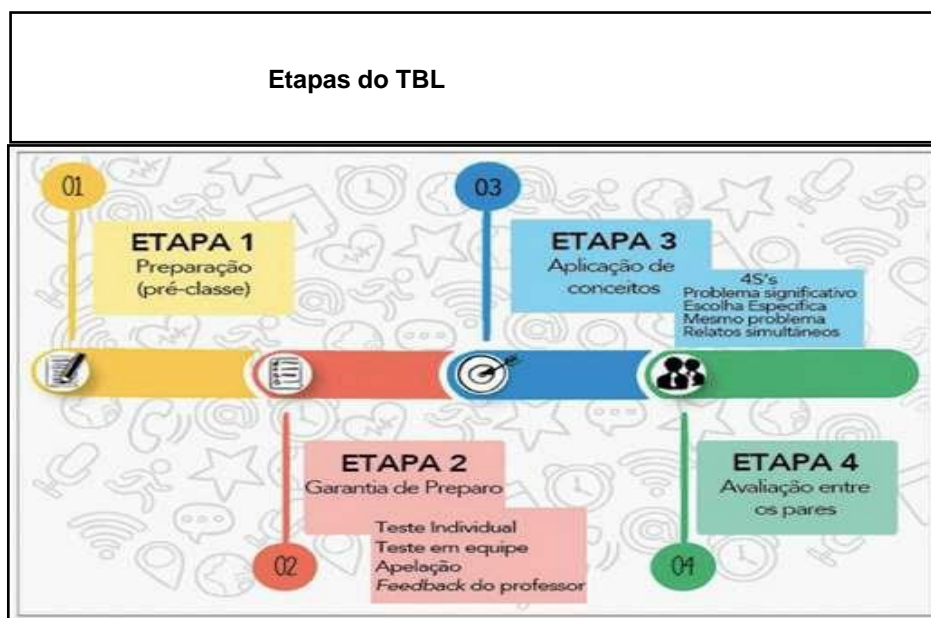 Etapas do TBL
01
ETAPA 1
Preparação
(pré-classe)
02
ETAPA 2
Garantia de Preparo
Teste Individual
Teste em equipe
Apelação
Feedback do professor
03
ETAPA 3
Aplicação de
conceitos
4S's
Problema significativo
Escolha Específica
Mesmo problema
Relatos simultáneos
04
ETAPA 4
Avaliação entre
os pares